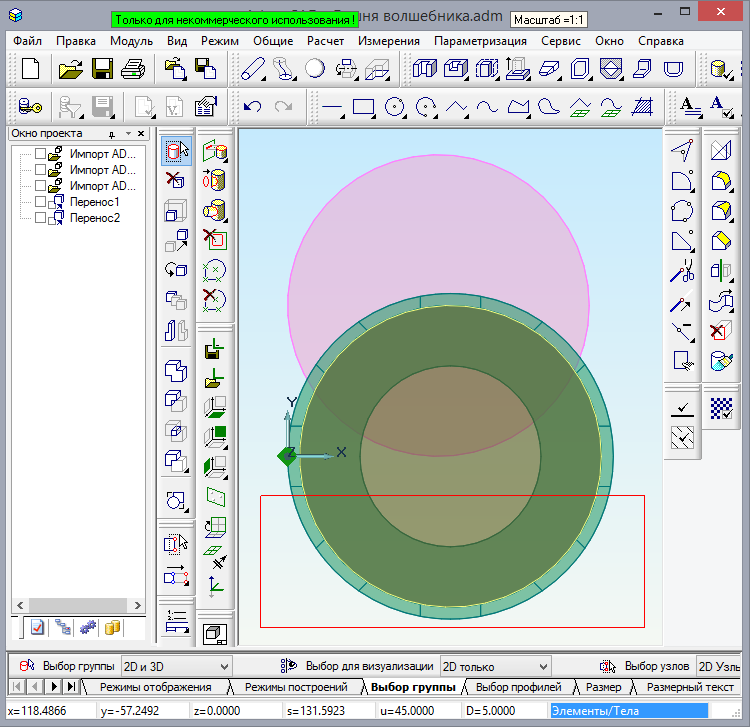 Только для некоммерческого использования !
ня волшебника.adm
Масштаб =1:1
Файл Правка Модуль Вид Режим Общие Расчет Измерения Параметризация Сервис Окно Справка
Окно проекта
Импорт AD...
Импорт AD...
Импорт AD...
Перенос1
Перенос2
Y
Z X
Выбор группы 2D и 3D Выбор для визуализации 2D только Выбор узлов 2D Узл
Режимы отображения Режимы построений Выбор группы Выбор профилей Размер Размерный текст
x=118.4866 y=-57.2492 z=0.0000 s=131.5923 u=45.0000 D=5.0000 Элементы/Тела